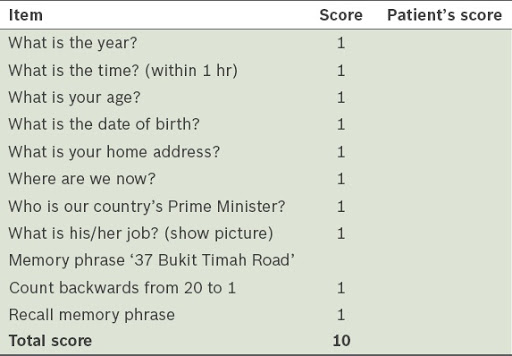 Item Score Patient's score
What is the year? 1
What is the time? (within 1 hr) 1
What is your age? 1
What is the date of birth? 1
What is your home address? 1
Where are we now? 1
Who is our country's Prime Minister? 1
What is his/her job? (show picture) 1
Memory phrase '37 Bukit Timah Road'
Count backwards from 20 to 1 1
Recall memory phrase 1
Total score 10